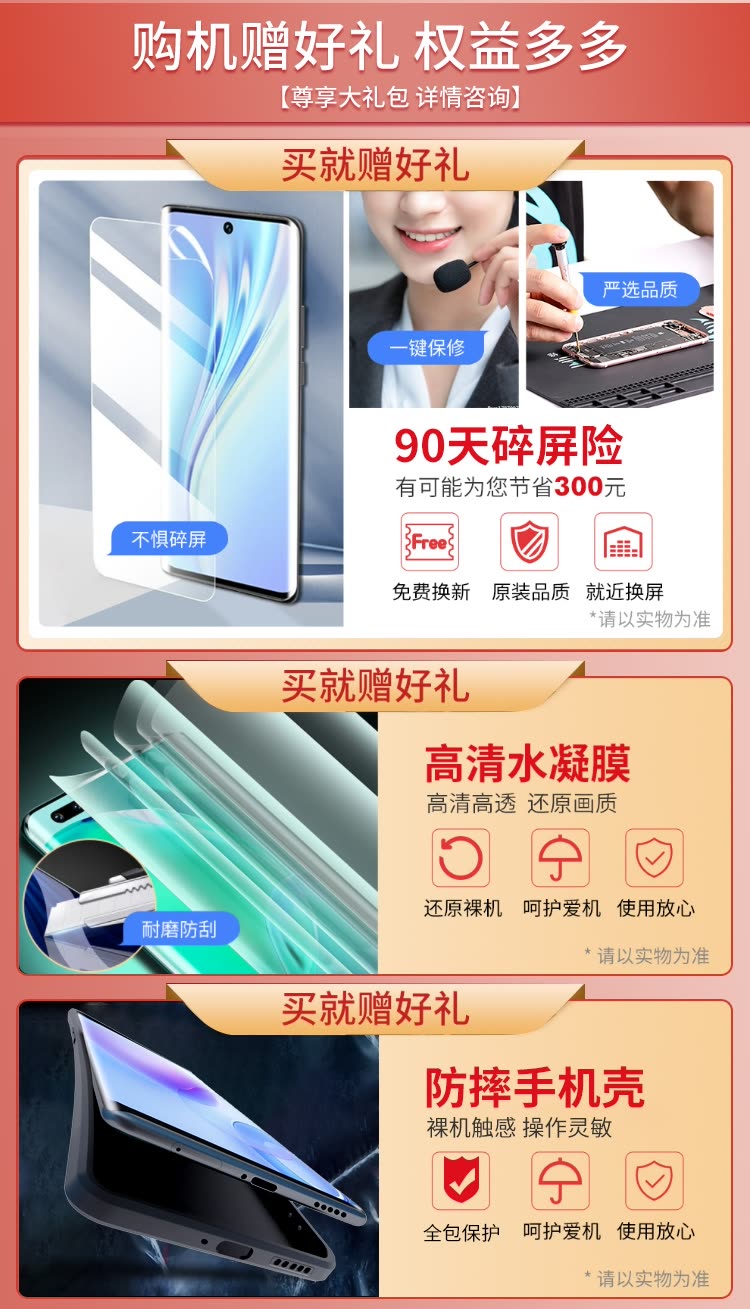 购机赠好礼 权益多多
【尊享大礼包 详情咨询】
买就赠好礼
严选品质
一键保修
不惧碎屏
90天碎屏险
有可能为您节省300元
Free
免费换新 原装品质 就近换屏
*请以实物为准
买就赠好礼
高清水凝膜
高清高透 还原画质
耐磨防刮
还原裸机 呵护爱机 使用放心
* 请以实物为准
买就赠好礼
防摔手机壳
裸机触感 操作灵敏
全包保护 呵护爱机 使用放心
* 请以实物为准